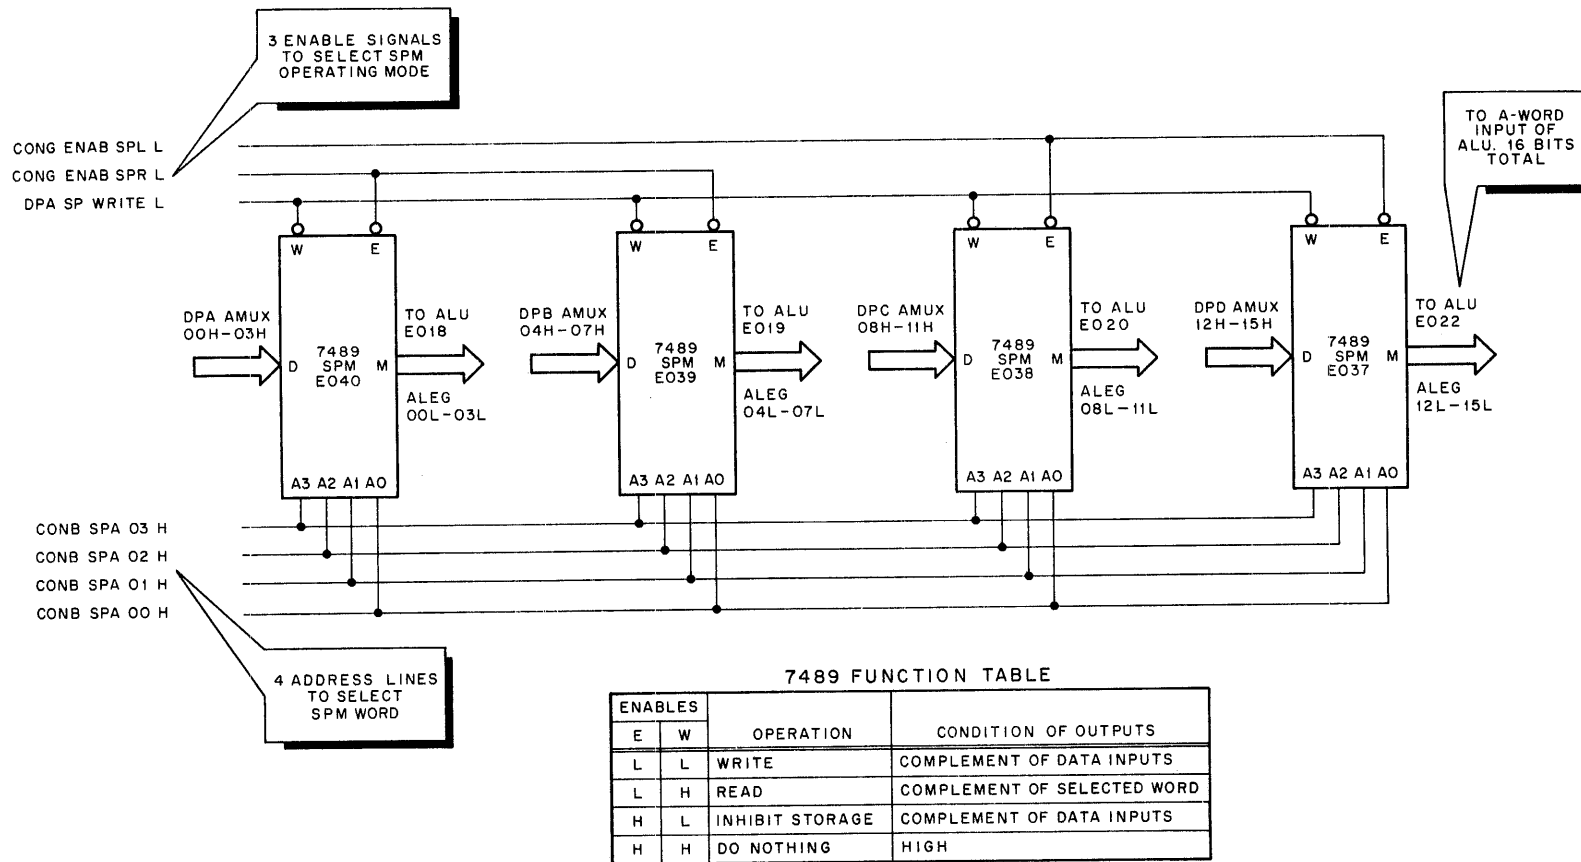 3 ENABLE SIGNALS
TO SELECT SPM
OPERATING MODE
TO A-WORD
INPUT OF
ALU. 16 BITS
TOTAL
CONG ENAB SPL L
CONG ENAB SPR L
DPA SP WRITE L
W E
W E
W E
W E
DPA AMUX
00H-03H
D
7489
SPM
E040
M
TO ALU
E018
ALEG
00L-03L
DPB AMUX
04H-07H
D
7489
SPM
E039
M
TO ALU
E019
ALEG
04L-07L
DPC AMUX
08H-11H
D
7489
SPM
E038
M
TO ALU
E020
ALEG
08L-11L
DPD AMUX
12H-15H
D
7489
SPM
E037
M
TO ALU
E022
ALEG
12L-15L
A3 A2 A1 A0
A3 A2 A1 A0
A3 A2 A1 A0
A3 A2 A1 A0
CONB SPA 03 H
CONB SPA 02 H
CONB SPA 01 H
CONB SPA 00 H
4 ADDRESS LINES
TO SELECT
SPM WORD
7489 FUNCTION TABLE
ENABLES
E W OPERATION CONDITION OF OUTPUTS
L L WRITE COMPLEMENT OF DATA INPUTS
L H READ COMPLEMENT OF SELECTED WORD
H L INHIBIT STORAGE COMPLEMENT OF DATA INPUTS
H H DO NOTHING HIGH